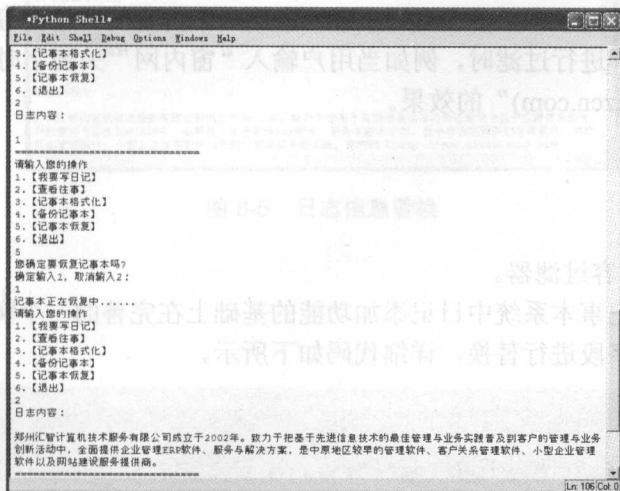 *Python Shell*
File Edit Shell Debug Options Windows Help
3.【记事本格式化】
4.【备份记事本】
5.【记事本恢复】
6.【退出】
2
日志内容：
1
==============================
请输入您的操作
1.【我要写日记】
2.【查看往事】
3.【记事本格式化】
4.【备份记事本】
5.【记事本恢复】
6.【退出】
5
您确定要恢复记事本吗?
确定输入1，取消输入2：
1
记事本正在恢复中.......
请输入您的操作
1.【我要写日记】
2.【查看往事】
3.【记事本格式化】
4.【备份记事本】
5.【记事本恢复】
6.【退出】
2
日志内容：
郑州汇智计算机技术服务有限公司成立于2002年。致力于把基于先进信息技术的最佳管理与业务实践普及到客户的管理与业务
创新活动中，全面提供企业管理ERP软件、服务与解决方案，是中原地区较早的管理软件、客户关系管理软件、小型企业管理
软件以及网站建设服务提供商。
==============================
Ln: 106 Col: 0